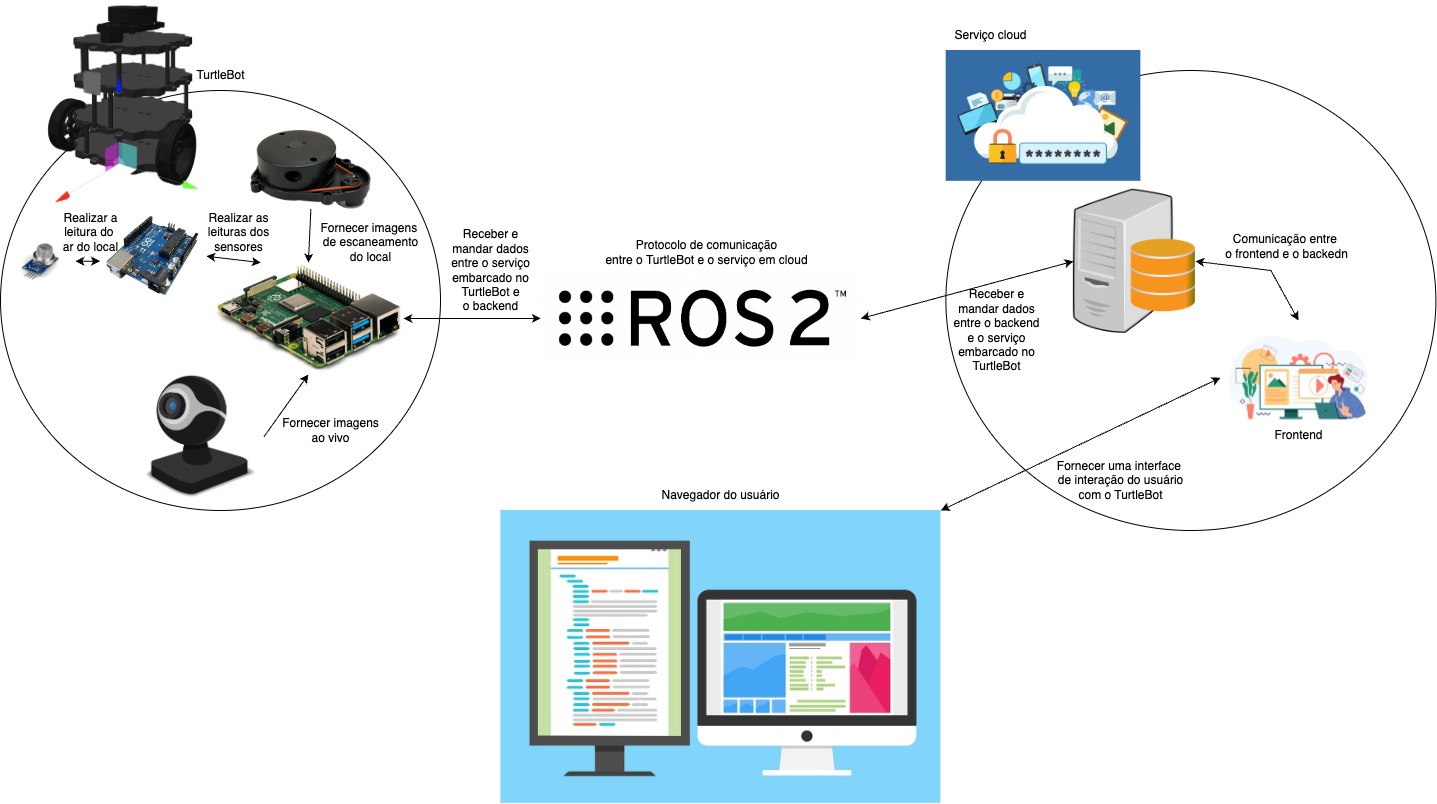 TurtleBot
Realizar a
leitura do
ar do local
Realizar as
leituras dos
sensores
Fornecer imagens
de escaneamento
do local
Fornecer imagens
ao vivo
Receber e
mandar dados
entre o serviço
embarcado no
TurtleBot e
o backend
Protocolo de comunicação
entre o TurtleBot e o serviço em cloud
ROS 2™
Serviço cloud
@
********
Receber e
mandar dados
entre o backend
e o serviço
embarcado no
TurtleBot
Comunicação entre
o frontend e o backedn
Frontend
Fornecer uma interface
de interação do usuário
com o TurtleBot
Navegador do usuário